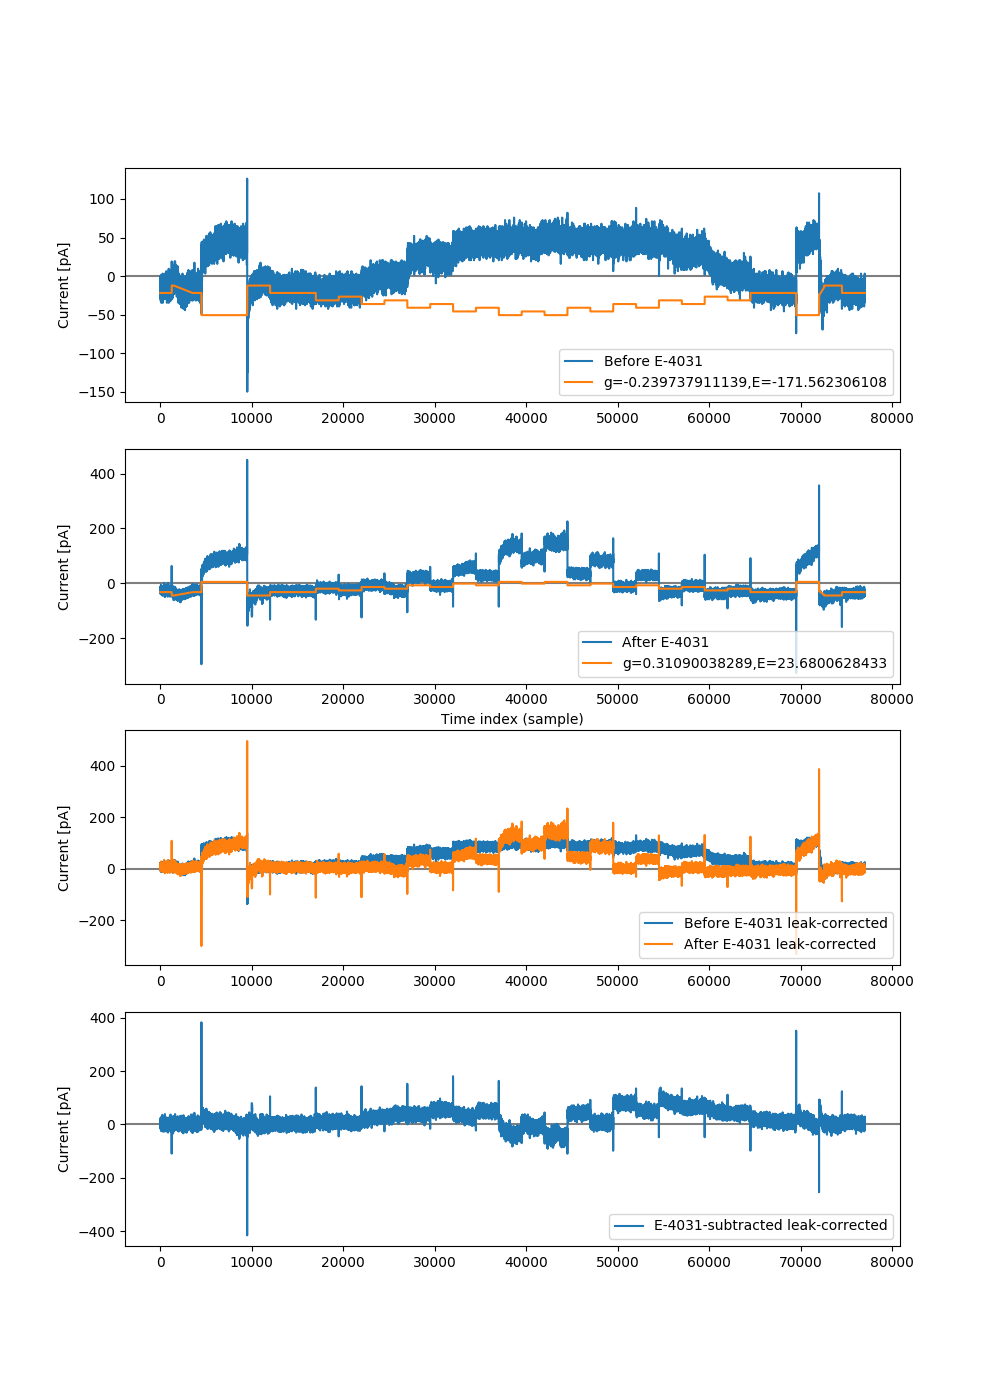 100
50
0
−50
−100
−150
Current [pA]
Before E-4031
g=-0.239737911139,E=-171.562306108
0 10000 20000 30000 40000 50000 60000 70000 80000
400
200
0
−200
Current [pA]
After E-4031
g=0.31090038289,E=23.6800628433
0 10000 20000 30000 40000 50000 60000 70000 80000
Time index (sample)
400
200
0
−200
Current [pA]
Before E-4031 leak-corrected
After E-4031 leak-corrected
0 10000 20000 30000 40000 50000 60000 70000 80000
400
200
0
−200
−400
Current [pA]
E-4031-subtracted leak-corrected
0 10000 20000 30000 40000 50000 60000 70000 80000